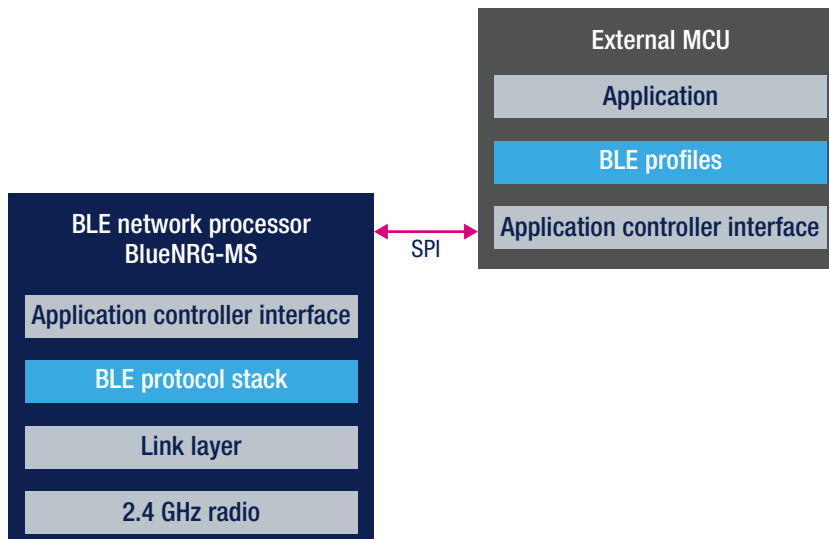 External MCU
Application
BLE profiles
Application controller interface
SPI
BLE network processor
BlueNRG-MS
Application controller interface
BLE protocol stack
Link layer
2.4 GHz radio